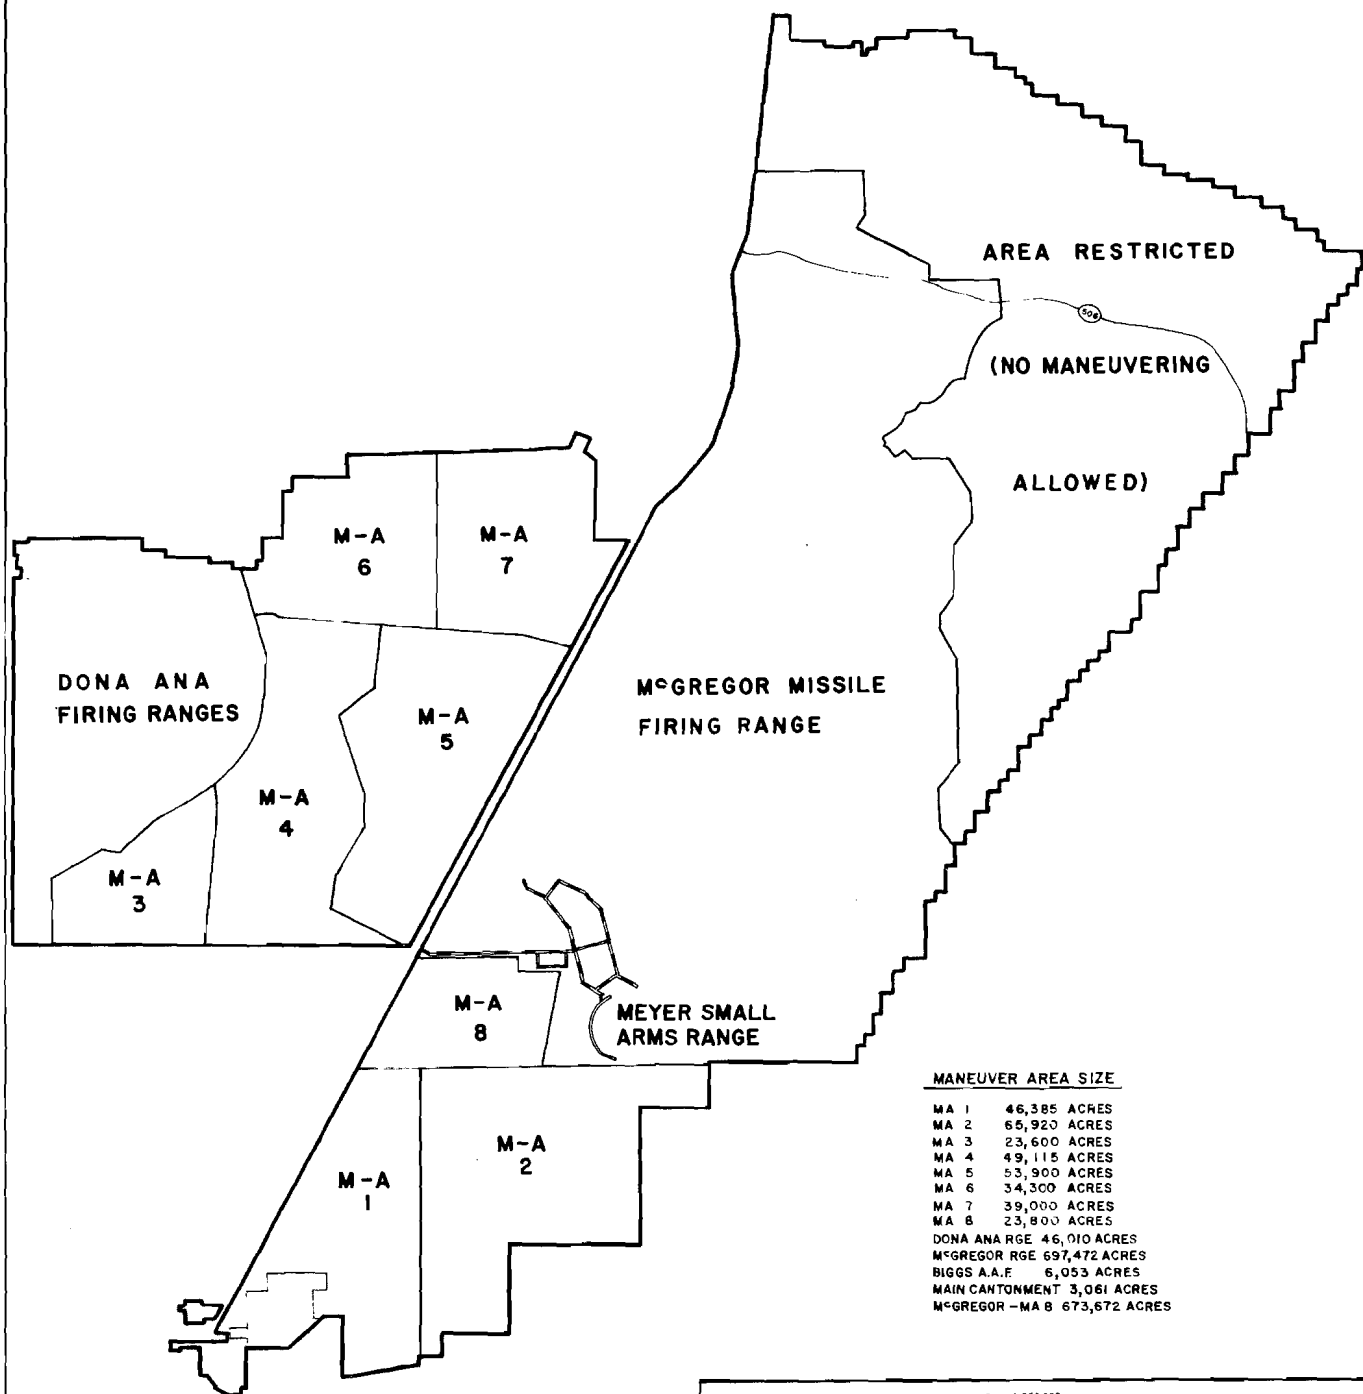 AREA RESTRICTED
506
(NO MANEUVERING
ALLOWED)
M-A
6
M-A
7
DONA ANA
FIRING RANGES
M-A
5
McGREGOR MISSILE
FIRING RANGE
M-A
4
M-A
3
M-A
8
MEYER SMALL
ARMS RANGE
M-A
2
M-A
1
MANEUVER AREA SIZE
MA 1 46,385 ACRES
MA 2 65,920 ACRES
MA 3 23,600 ACRES
MA 4 49,115 ACRES
MA 5 53,900 ACRES
MA 6 34,300 ACRES
MA 7 39,000 ACRES
MA 8 23,800 ACRES
DONA ANA RGE 46,010 ACRES
McGREGOR RGE 697,472 ACRES
BIGGS A.A.F. 6,053 ACRES
MAIN CANTONMENT 3,061 ACRES
McGREGOR - MA 8 673,672 ACRES